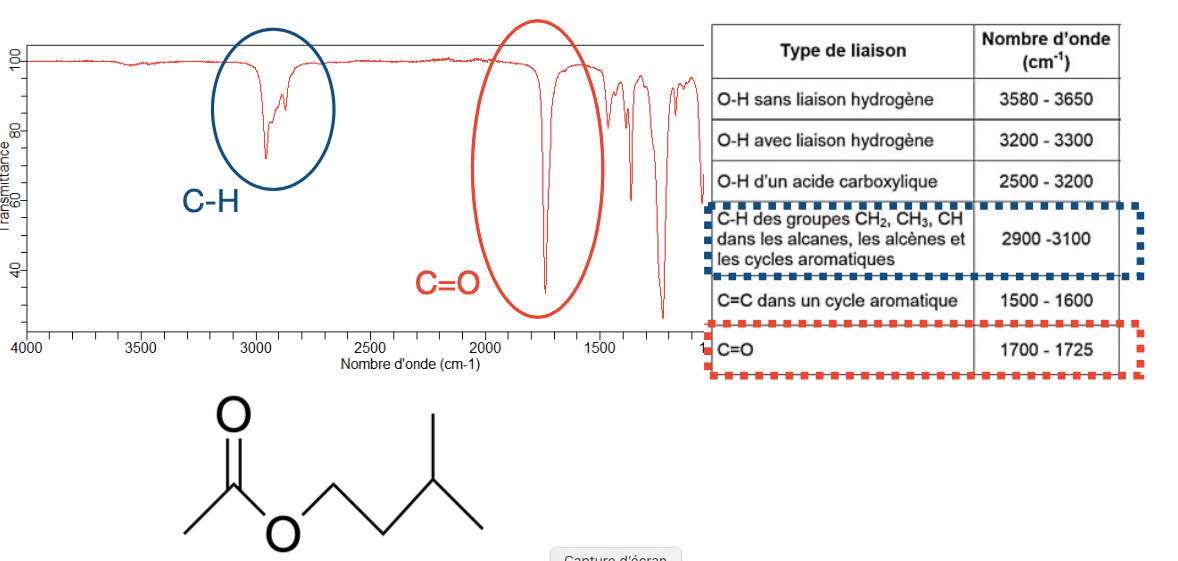 100
80
60
40
Transmittance
4000
3500
3000
2500
2000
1500
Nombre d'onde (cm-1)
C-H
C=O
Type de liaison
Nombre d'onde
(cm-1)
O-H sans liaison hydrogène
3580 - 3650
O-H avec liaison hydrogène
3200 - 3300
O-H d'un acide carboxylique
2500 - 3200
C-H des groupes CH₂, CH₃, CH
dans les alcanes, les alcènes et
les cycles aromatiques
2900 -3100
C=C dans un cycle aromatique
1500 - 1600
C=O
1700 - 1725
O
O
Capture d'écran